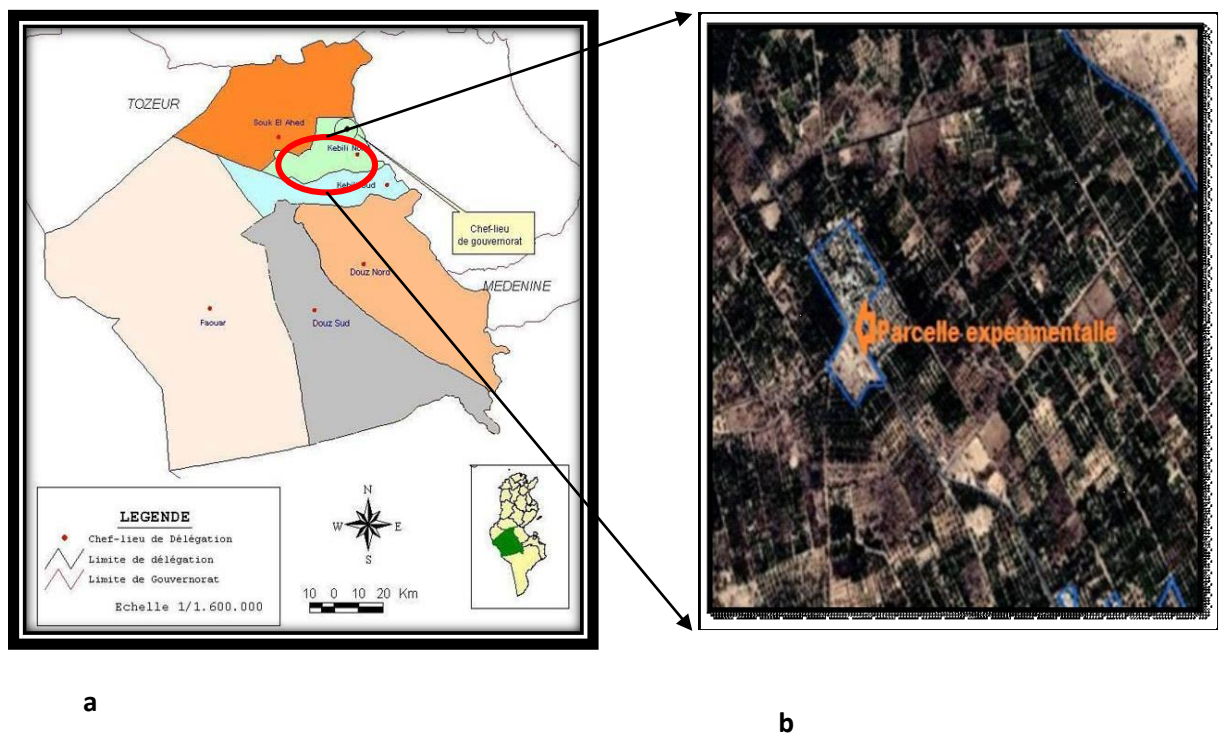 TOZEUR
Souk El Ahed
Kebili Nord
Kebili Sud
Chef-lieu
de gouvernorat
Douz Nord
MEDENINE
Faouar
Douz Sud
LEGENDE
Chef-lieu de Délégation
Limite de délégation
Limite de Gouvernorat
Echelle 1/1.600.000
N
W E
S
10 0 10 20 Km
Parcelle experimentalle
a
b